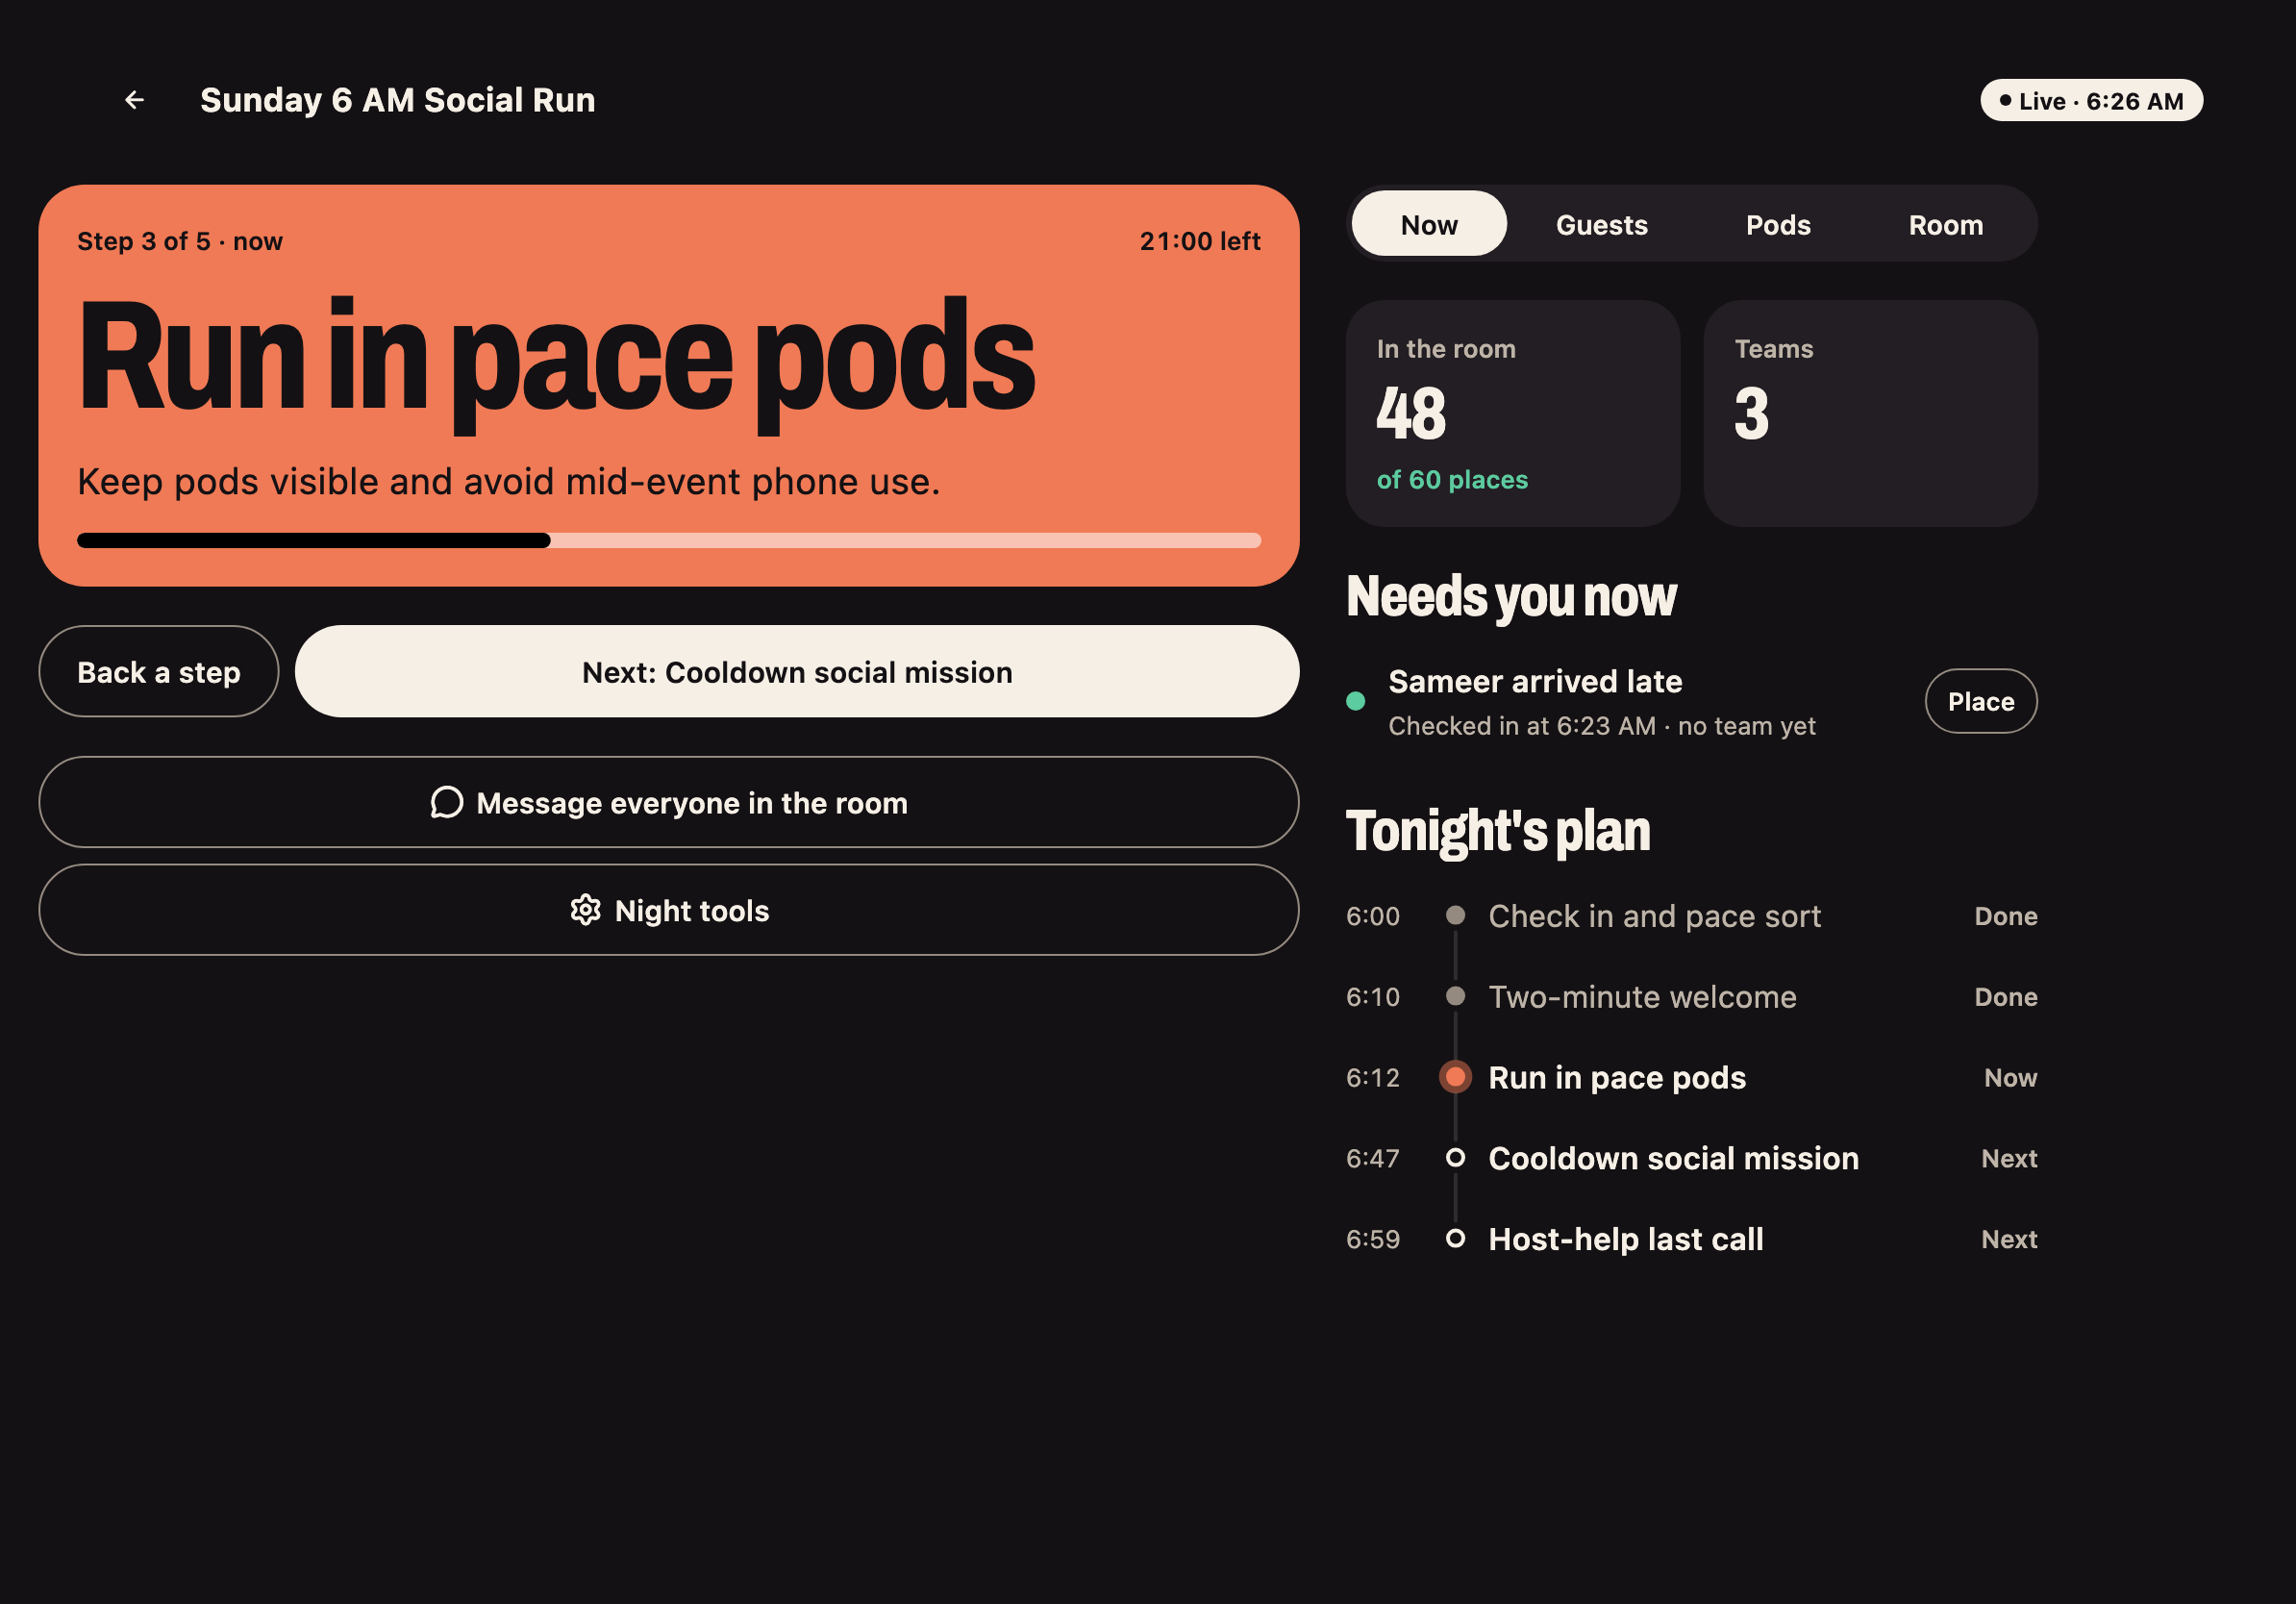 Sunday 6 AM Social Run
Live · 6:26 AM
Step 3 of 5 · now
21:00 left
Run in pace pods
Keep pods visible and avoid mid-event phone use.
Back a step
Next: Cooldown social mission
Message everyone in the room
Night tools
Now
Guests
Pods
Room
In the room
48
of 60 places
Teams
3
Needs you now
Sameer arrived late
Checked in at 6:23 AM · no team yet
Place
Tonight's plan
6:00 Check in and pace sort Done
6:10 Two-minute welcome Done
6:12 Run in pace pods Now
6:47 Cooldown social mission Next
6:59 Host-help last call Next